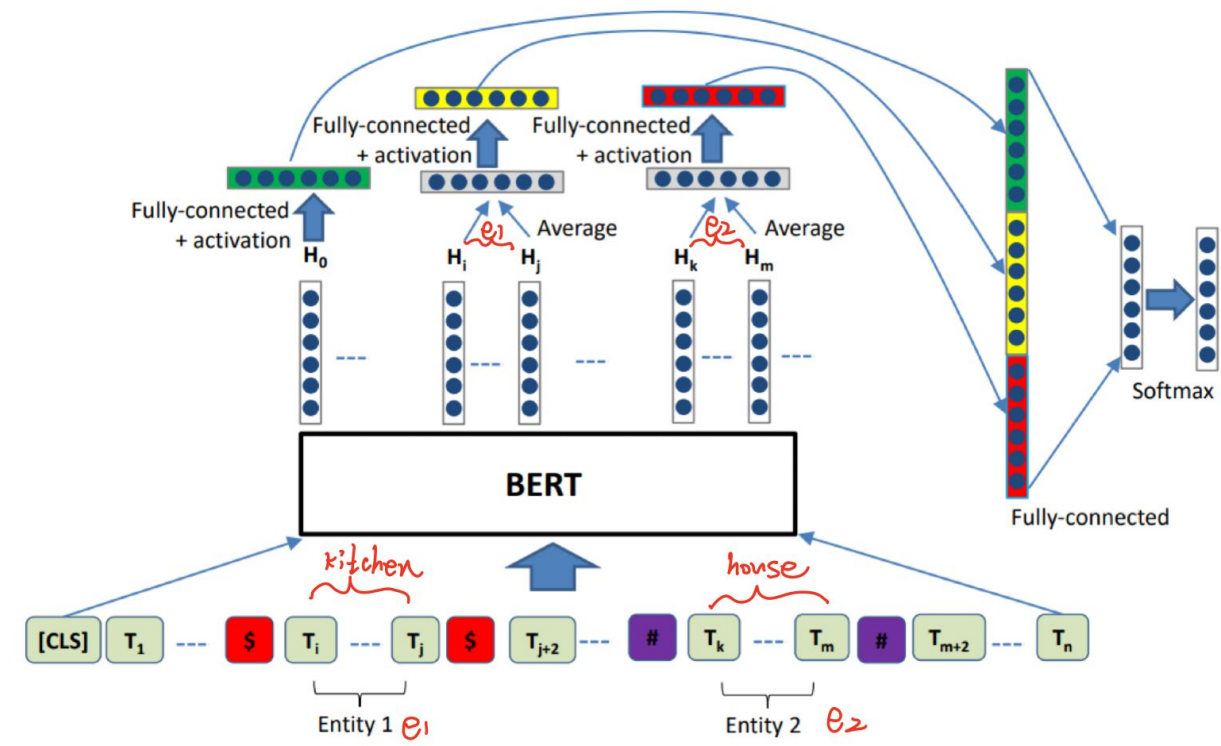 Fully-connected
+ activation
Fully-connected
+ activation
Fully-connected
+ activation
e1
Average
e2
Average
H0
Hi
Hj
Hk
Hm
Softmax
BERT
Fully-connected
kitchen
house
[CLS] T1 $ Ti Tj $ Tj+2 # Tk Tm # Tm+2 Tn
Entity 1 e1
Entity 2 e2